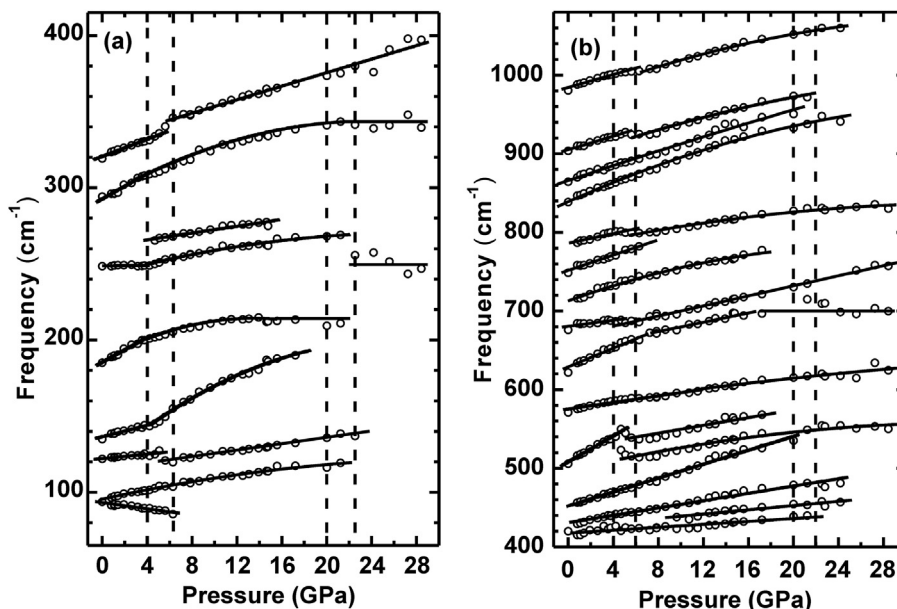 (a)
400
300
200
100
Frequency (cm⁻¹)
0 4 8 12 16 20 24 28
Pressure (GPa)
(b)
1000
900
800
700
600
500
400
Frequency (cm⁻¹)
0 4 8 12 16 20 24 28
Pressure (GPa)